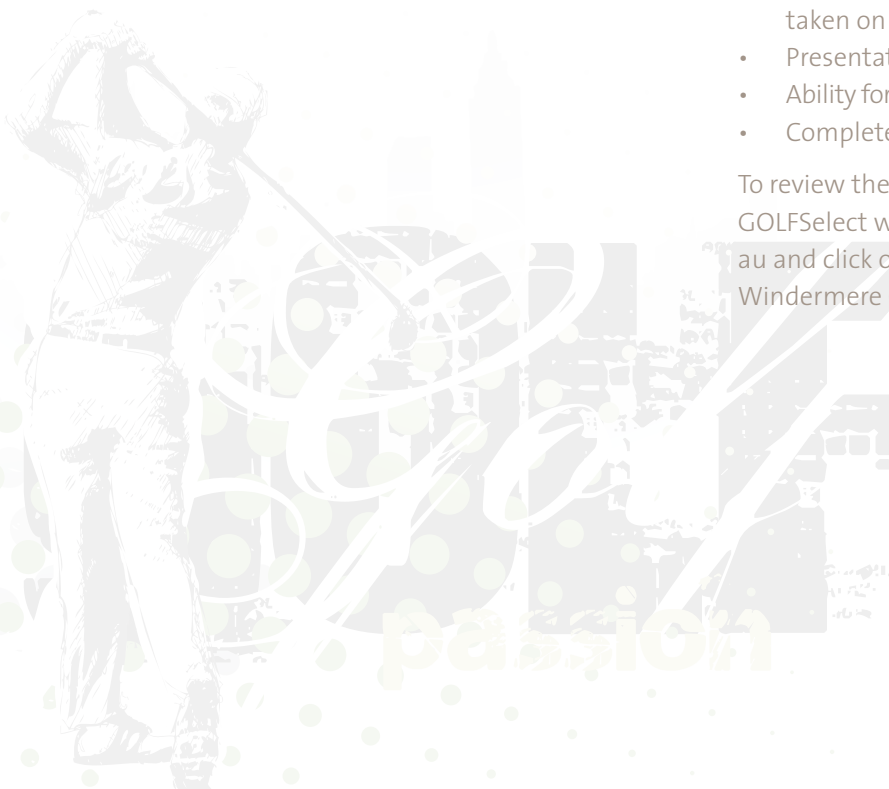 taken on
• Presentat
• Ability for
• Complete
To review the
GOLFSelect w
au and click o
Windermere
Golf
passion